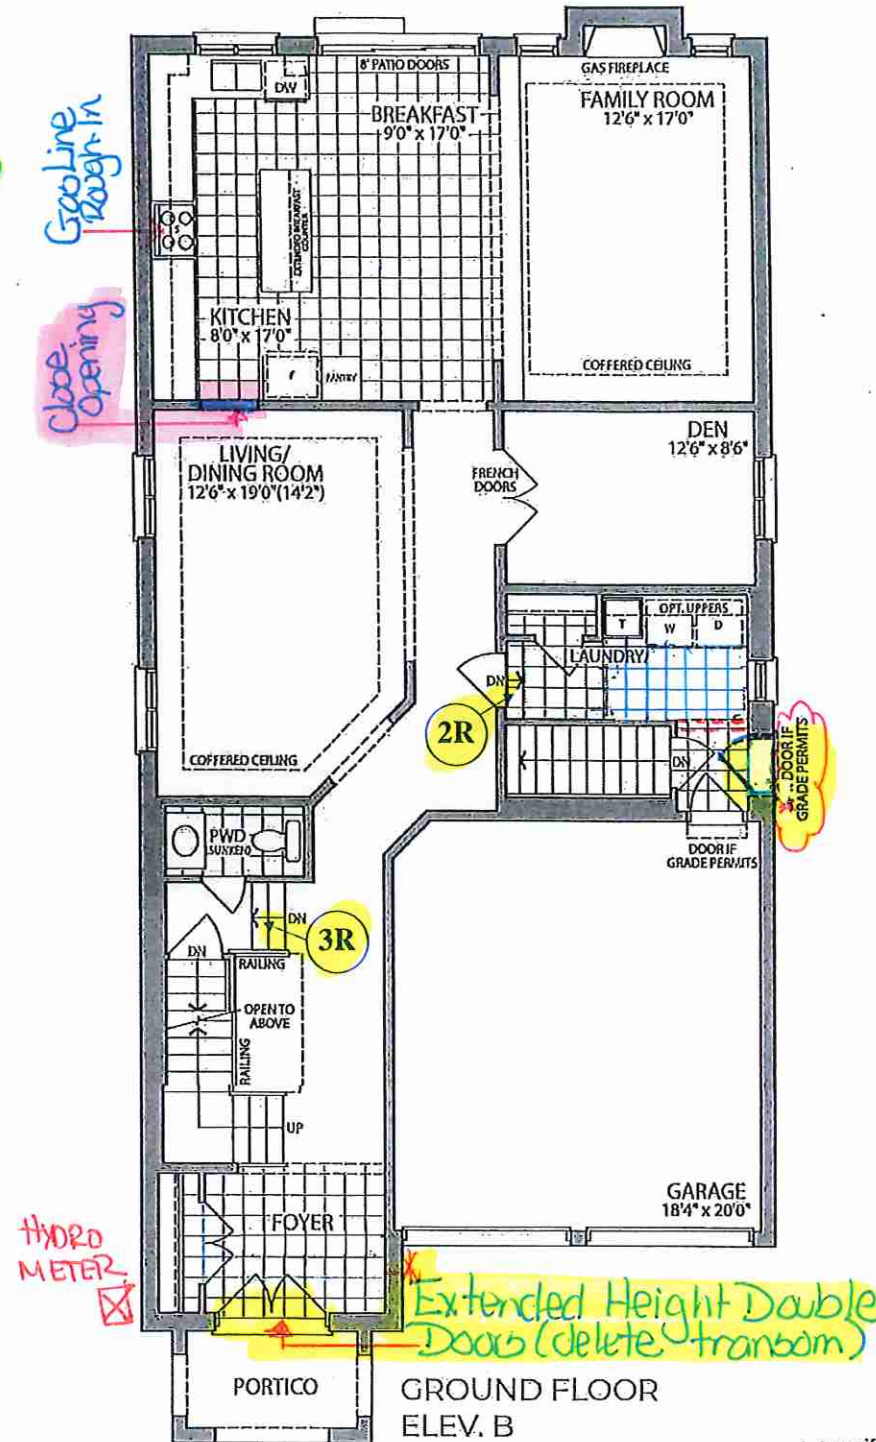 8' PATIO DOORS
GAS FIREPLACE
DW
BREAKFAST
9'0" x 17'0"
FAMILY ROOM
12'6" x 17'0"
Gas Line
Rough-In
S
EXTENDED BREAKFAST
COUNTER
KITCHEN
8'0" x 17'0"
F
PANTRY
COFFERED CEILING
Close
Opening
LIVING/
DINING ROOM
12'6" x 19'0"(14'2")
DEN
12'6" x 8'6"
FRENCH
DOORS
OPT. UPPERS
T
W
D
LAUNDRY
DN
2R
COFFERED CEILING
DN
DOOR IF
GRADE PERMITS
DOOR IF
GRADE PERMITS
PWD
(SUNKEN)
DN
3R
DN
RAILING
OPEN TO
ABOVE
RAILING
UP
GARAGE
18'4" x 20'0"
FOYER
HYDRO
METER
Extended Height Double
Doors (delete transom)
PORTICO
GROUND FLOOR
ELEV. B